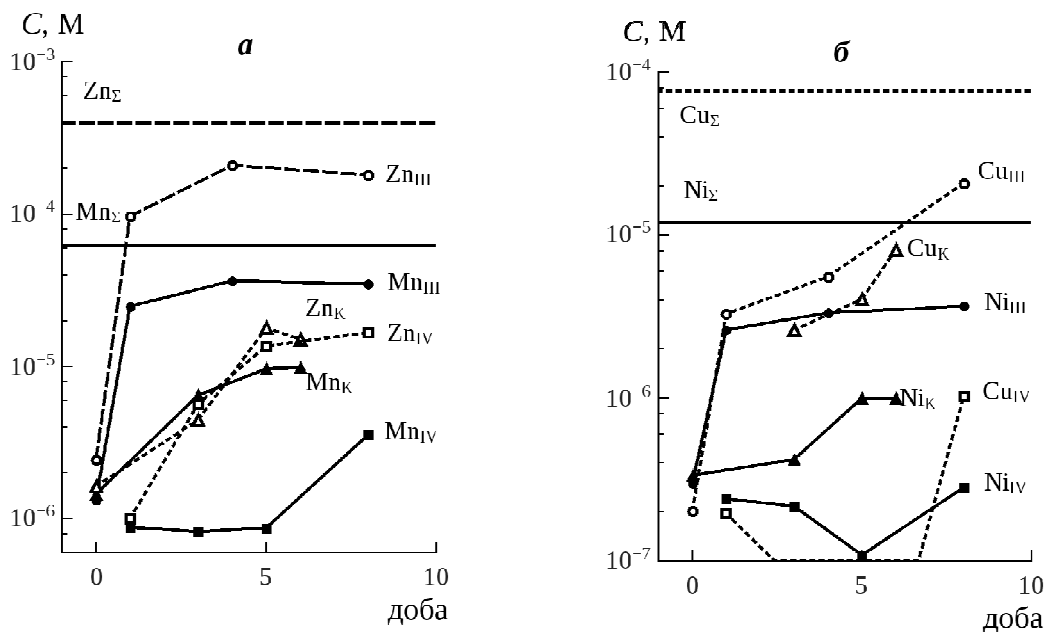 C, М
а
10⁻³
Zn_Σ
Zn_III
10⁻⁴
Mn_Σ
Mn_III
Zn_K
Zn_IV
10⁻⁵
Mn_K
Mn_IV
10⁻⁶
0 5 10
доба
C, М
б
10⁻⁴
Cu_Σ
Cu_III
Ni_Σ
10⁻⁵
Cu_K
Ni_III
10⁻⁶
Ni_K
Cu_IV
Ni_IV
10⁻⁷
0 5 10
доба